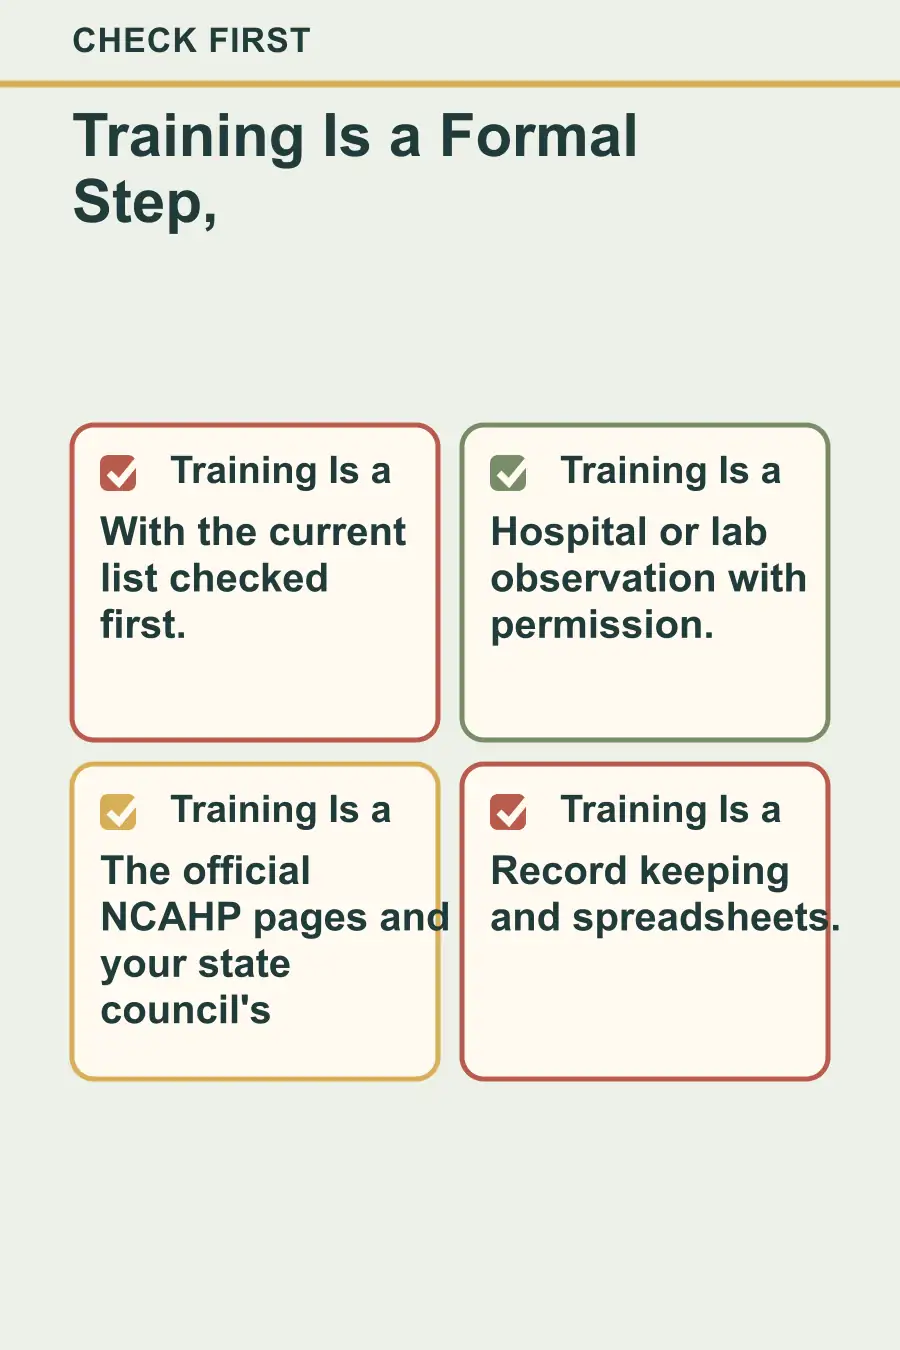 CHECK FIRST
Training Is a Formal
Step,
Training Is a
With the current
list checked
first.
Training Is a
Hospital or lab
observation with
permission.
Training Is a
The official
NCAHP pages and
your state
council's
Training Is a
Record keeping
and spreadsheets.